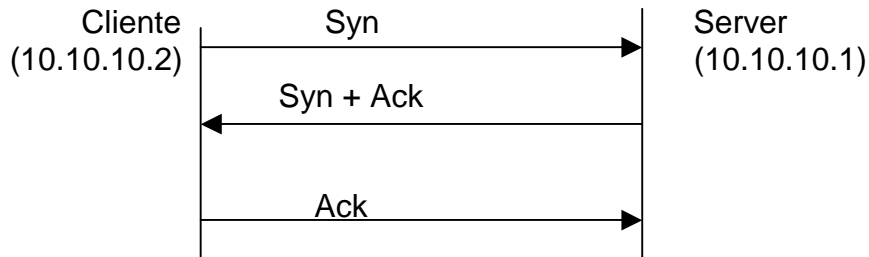 Cliente
(10.10.10.2)
Syn
Server
(10.10.10.1)
Syn + Ack
Ack